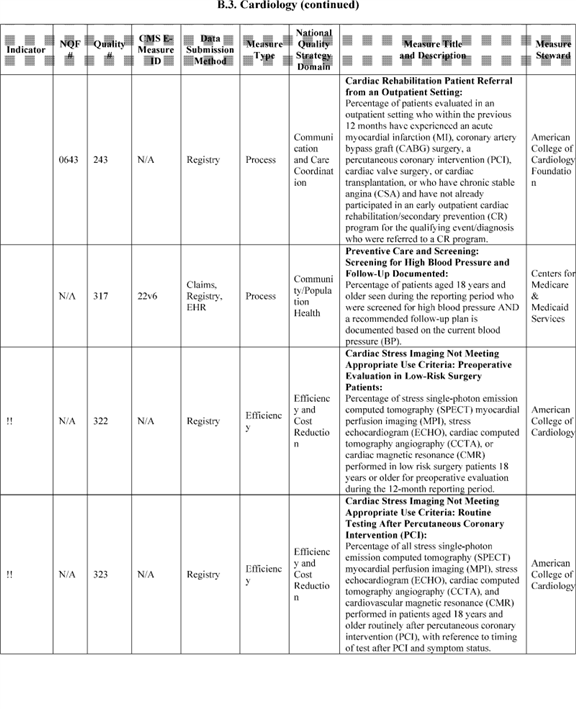 B.3. Cardiology (continued)
Indicator
NQF
#
Quality
#
CMS E-
Measure
ID
Data
Submission
Method
Measure
Type
National
Quality
Strategy
Domain
Measure Title
and Description
Measure
Steward
0643
243
N/A
Registry
Process
Communi
cation
and Care
Coordinat
ion
Cardiac Rehabilitation Patient Referral
from an Outpatient Setting:
Percentage of patients evaluated in an
outpatient setting who within the previous
12 months have experienced an acute
myocardial infarction (MI), coronary artery
bypass graft (CABG) surgery, a
percutaneous coronary intervention (PCI),
cardiac valve surgery, or cardiac
transplantation, or who have chronic stable
angina (CSA) and have not already
participated in an early outpatient cardiac
rehabilitation/secondary prevention (CR)
program for the qualifying event/diagnosis
who were referred to a CR program.
American
College of
Cardiology
Foundatio
n
N/A
317
22v6
Claims,
Registry,
EHR
Process
Communi
ty/Popula
tion
Health
Preventive Care and Screening:
Screening for High Blood Pressure and
Follow-Up Documented:
Percentage of patients aged 18 years and
older seen during the reporting period who
were screened for high blood pressure AND
a recommended follow-up plan is
documented based on the current blood
pressure (BP).
Centers for
Medicare
&
Medicaid
Services
!!
N/A
322
N/A
Registry
Efficienc
y
Efficienc
y and
Cost
Reductio
n
Cardiac Stress Imaging Not Meeting
Appropriate Use Criteria: Preoperative
Evaluation in Low-Risk Surgery
Patients:
Percentage of stress single-photon emission
computed tomography (SPECT) myocardial
perfusion imaging (MPI), stress
echocardiogram (ECHO), cardiac computed
tomography angiography (CCTA), or
cardiac magnetic resonance (CMR)
performed in low risk surgery patients 18
years or older for preoperative evaluation
during the 12-month reporting period.
American
College of
Cardiology
!!
N/A
323
N/A
Registry
Efficienc
y
Efficienc
y and
Cost
Reductio
n
Cardiac Stress Imaging Not Meeting
Appropriate Use Criteria: Routine
Testing After Percutaneous Coronary
Intervention (PCI):
Percentage of all stress single-photon
emission computed tomography (SPECT)
myocardial perfusion imaging (MPI), stress
echocardiogram (ECHO), cardiac computed
tomography angiography (CCTA), and
cardiovascular magnetic resonance (CMR)
performed in patients aged 18 years and
older routinely after percutaneous coronary
intervention (PCI), with reference to timing
of test after PCI and symptom status.
American
College of
Cardiology